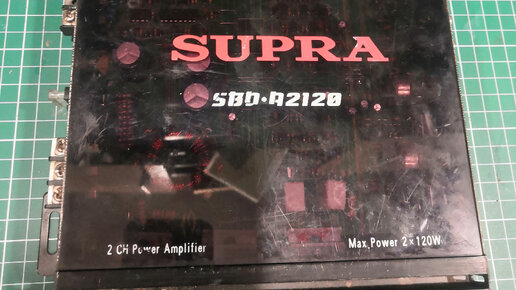 SUPRA
SBD·A2120
2 CH Power Amplifier
Max. Power 2×120W